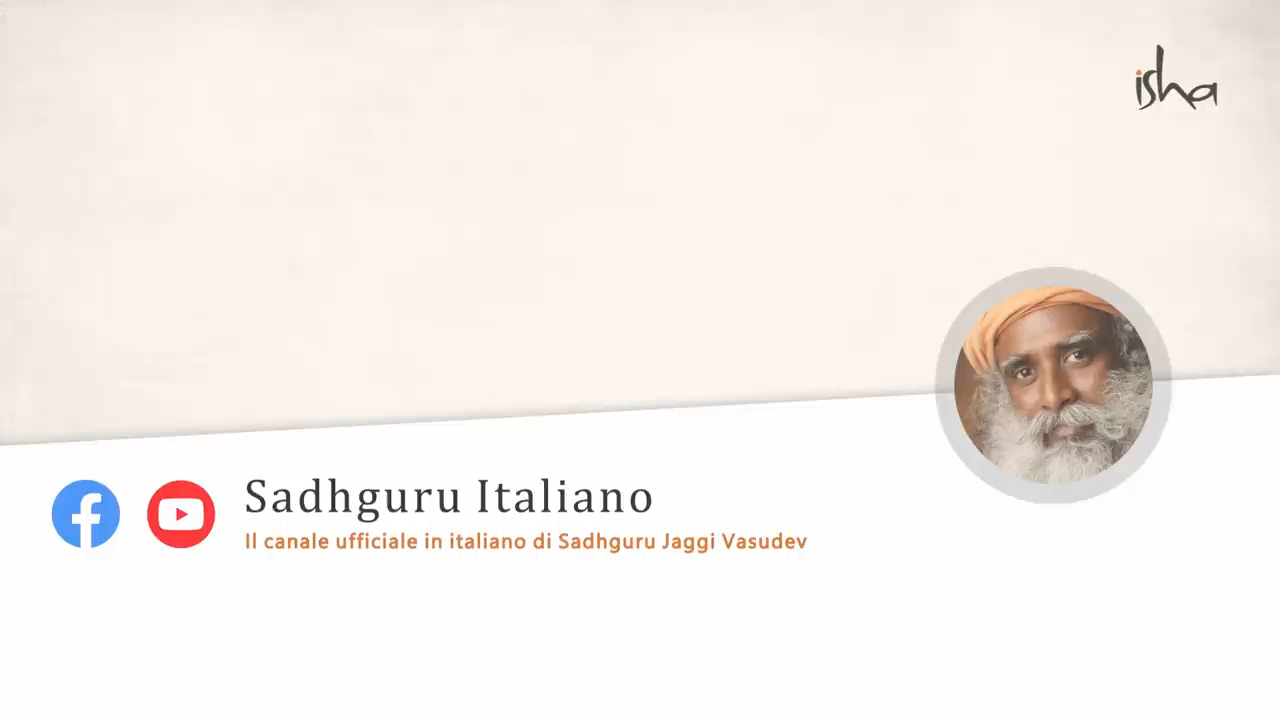 isha
Sadhguru Italiano
Il canale ufficiale in italiano di Sadhguru Jaggi Vasudev